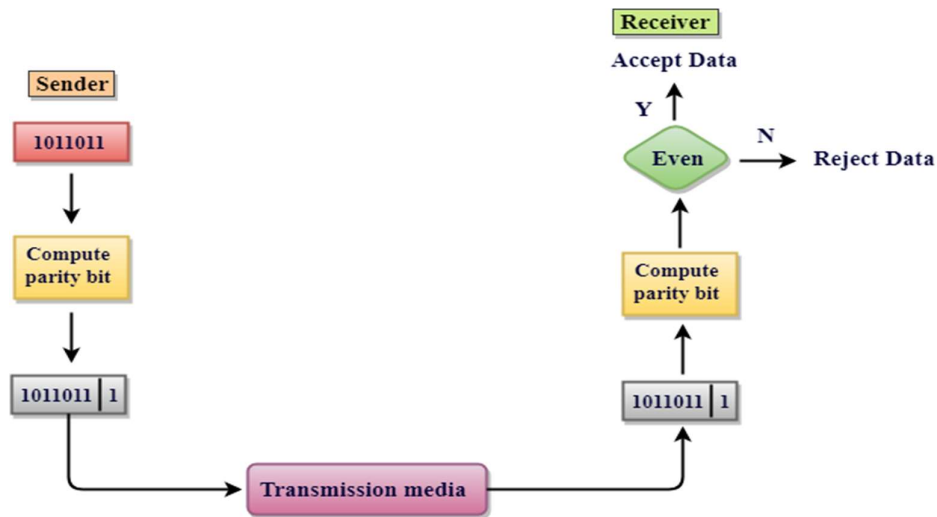 Sender
1011011
Compute
parity bit
1011011 | 1
Transmission media
1011011 | 1
Compute
parity bit
Even
Y
N
Accept Data
Reject Data
Receiver